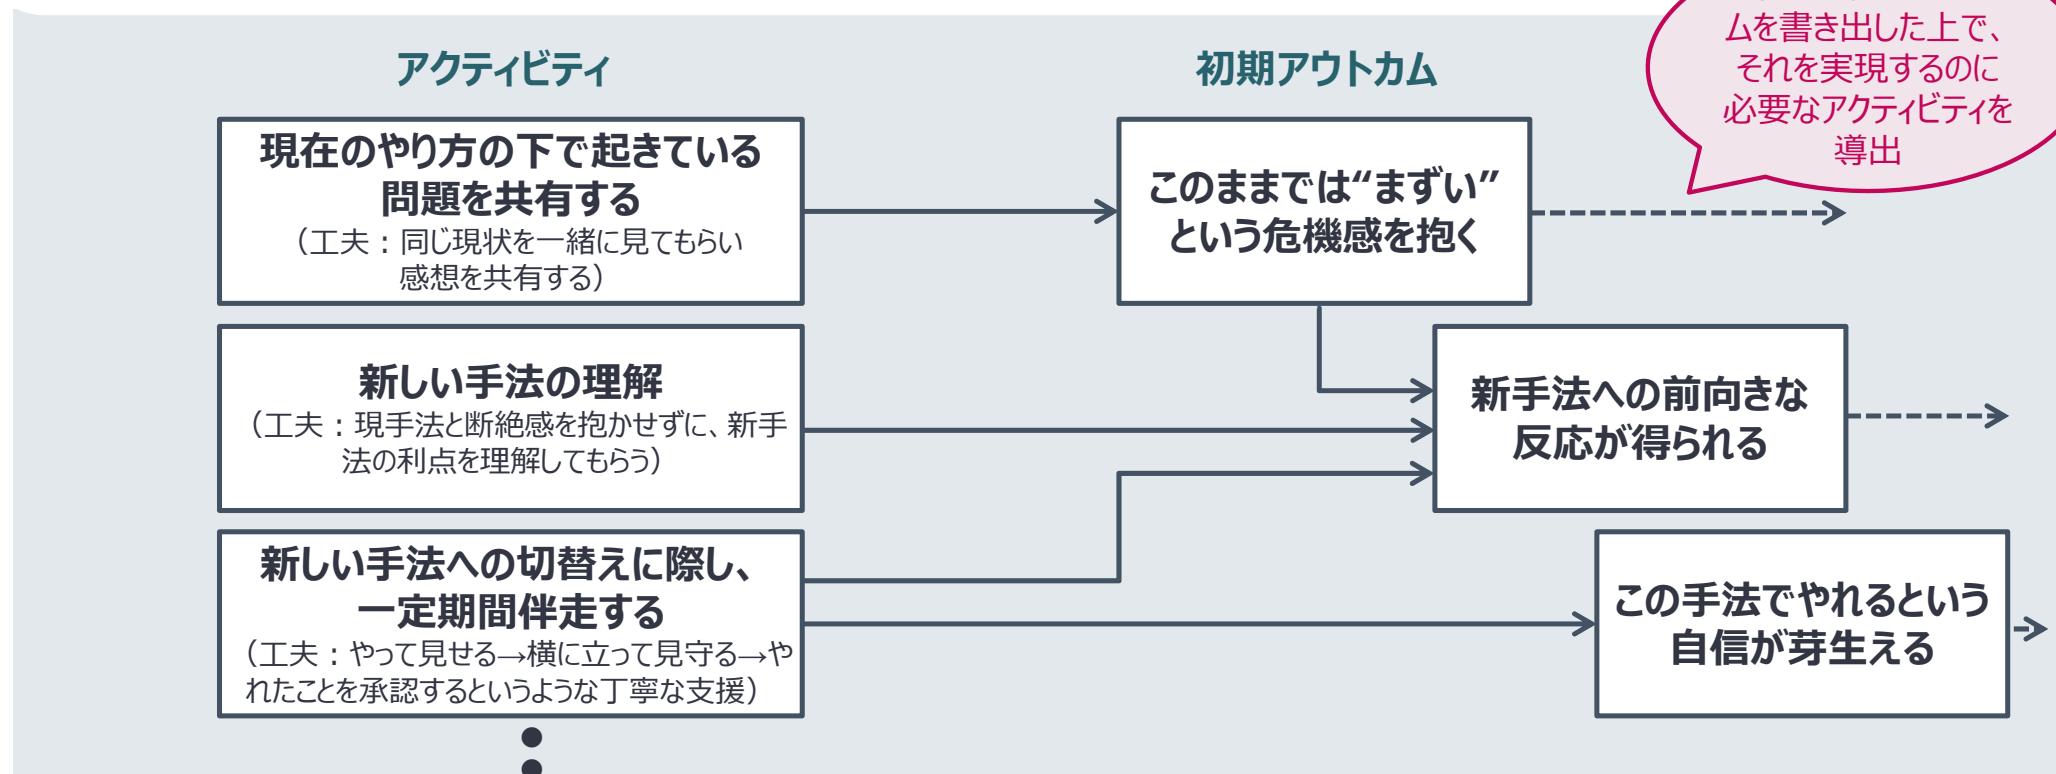 アクティビティ
初期アウトカム
ムを書き出した上で、
それを実現するのに
必要なアクティビティを
導出
現在のやり方の下で起きている
問題を共有する
（工夫：同じ現状を一緒に見てもらい
感想を共有する）
このままでは“まずい”
という危機感を抱く
新しい手法の理解
（工夫：現手法と断絶感を抱かせずに、新手
法の利点を理解してもらう）
新手法への前向きな
反応が得られる
新しい手法への切替えに際し、
一定期間伴走する
（工夫：やって見せる→横に立って見守る→や
れたことを承認するというような丁寧な支援）
この手法でやれるという
自信が芽生える